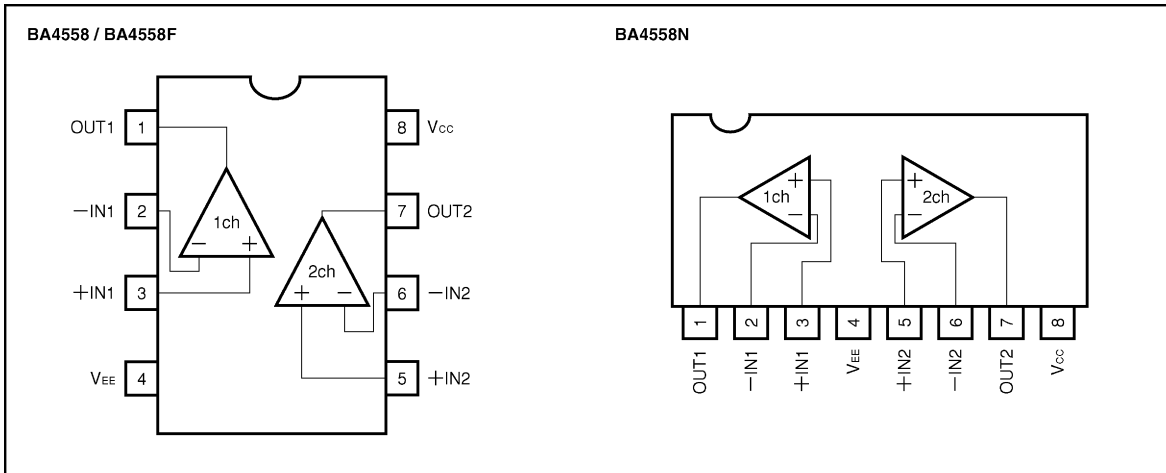 BA4558 / BA4558F
BA4558N
OUT1 1
8 VCC
1ch
−IN1 2
7 OUT2
− +
2ch
+IN1 3
6 −IN2
+ −
VEE 4
5 +IN2
1ch + −
+ − 2ch
1 2 3 4 5 6 7 8
OUT1
−IN1
+IN1
VEE
+IN2
−IN2
OUT2
VCC